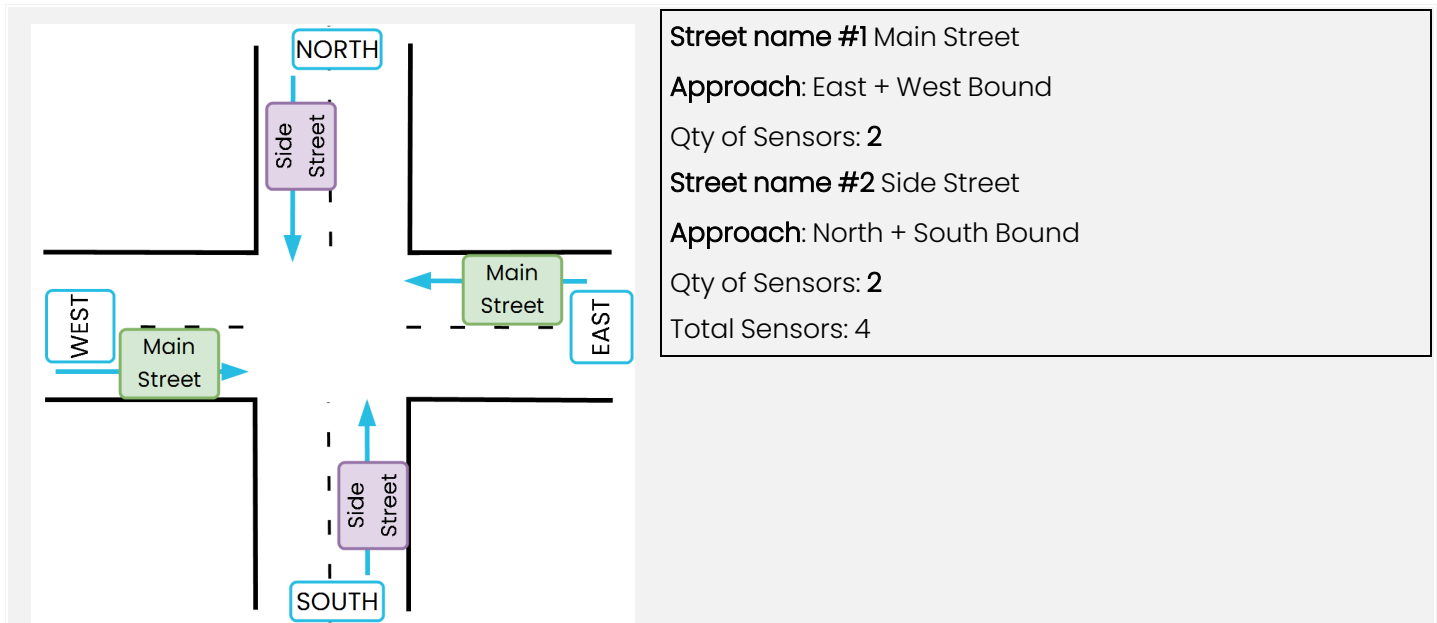 NORTH
Side
Street
Main
Street
WEST
EAST
Main
Street
Side
Street
SOUTH
Street name #1 Main Street
Approach: East + West Bound
Qty of Sensors: 2
Street name #2 Side Street
Approach: North + South Bound
Qty of Sensors: 2
Total Sensors: 4